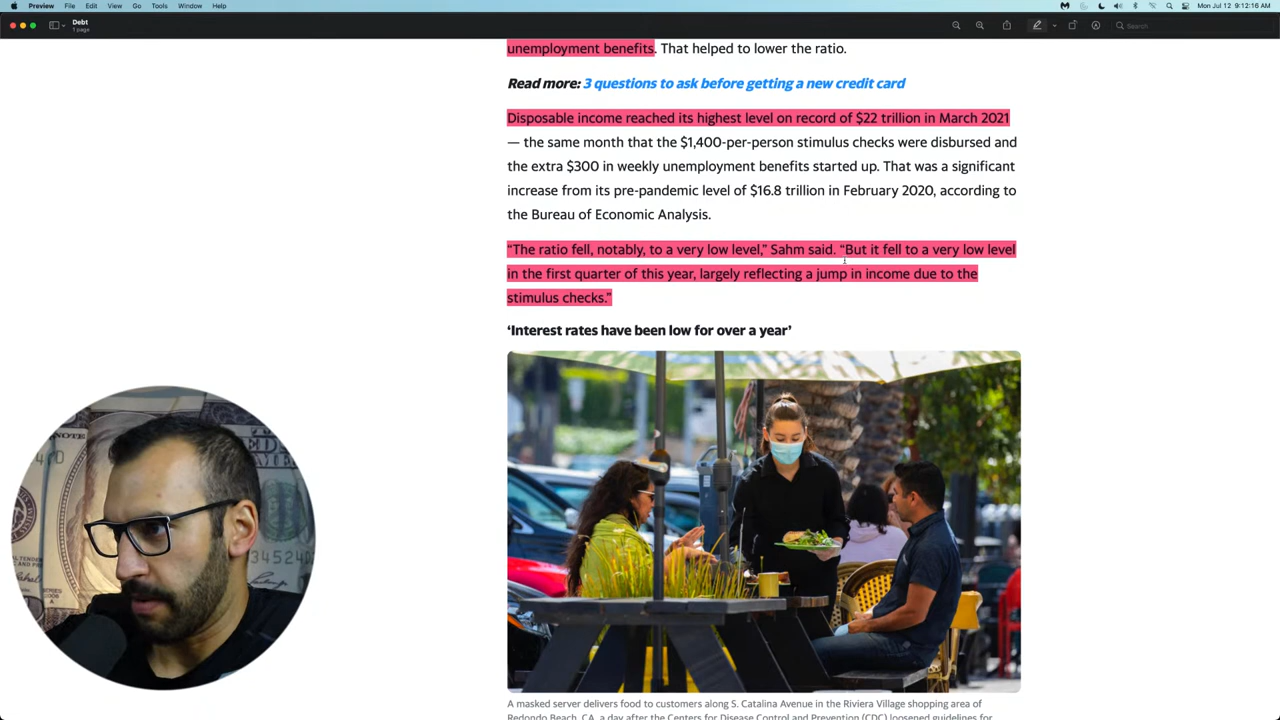 Preview File Edit View Go Tools Window Help
Mon Jul 12 9:12:16 AM
Debt
1 page
Search
unemployment benefits. That helped to lower the ratio.
Read more: 3 questions to ask before getting a new credit card
Disposable income reached its highest level on record of $22 trillion in March 2021
— the same month that the $1,400-per-person stimulus checks were disbursed and
the extra $300 in weekly unemployment benefits started up. That was a significant
increase from its pre-pandemic level of $16.8 trillion in February 2020, according to
the Bureau of Economic Analysis.
“The ratio fell, notably, to a very low level,” Sahm said. “But it fell to a very low level
in the first quarter of this year, largely reflecting a jump in income due to the
stimulus checks.”
‘Interest rates have been low for over a year’
A masked server delivers food to customers along S. Catalina Avenue in the Riviera Village shopping area of
Redondo Beach, CA, a day after the Centers for Disease Control and Prevention (CDC) loosened guidelines for